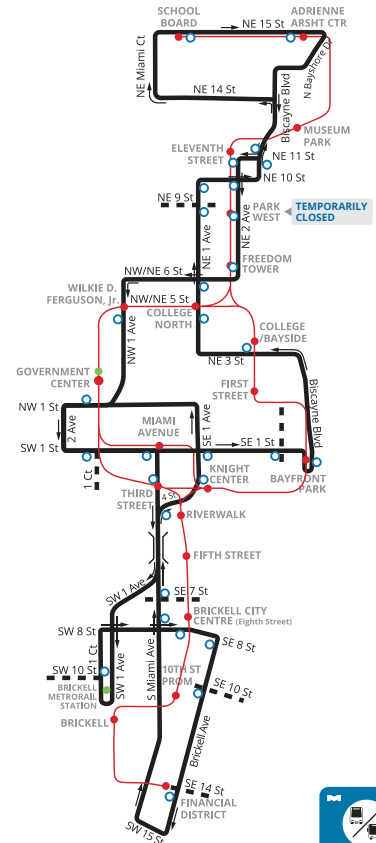 SCHOOL
BOARD
ADRIENNE
ARSHT CTR
NE 15 St
NE Miami Ct
N Bayshore Dr
Biscayne Blvd
NE 14 St
MUSEUM
PARK
ELEVENTH
STREET
NE 11 St
NE 10 St
NE 9 St
PARK
WEST
TEMPORARILY
CLOSED
NE 1 Ave
NE 2 Ave
FREEDOM
TOWER
NW/NE 6 St
WILKIE D.
FERGUSON, Jr.
NW/NE 5 St
COLLEGE
NORTH
COLLEGE
/BAYSIDE
NW 1 Ave
NE 3 St
GOVERNMENT
CENTER
FIRST
STREET
Biscayne Blvd
NW 1 St
2 Ave
MIAMI
AVENUE
SE 1 Ave
SW 1 St
SE 1 St
1 Ct
KNIGHT
CENTER
BAYFRONT
PARK
THIRD
STREET
4 St
RIVERWALK
FIFTH STREET
SW 1 Ave
SE 7 St
BRICKELL CITY
CENTRE (Eighth Street)
SW 8 St
SE 8 St
1 Ct
SW 1 Ave
S Miami Ave
SW 10 St
10TH ST
PROM
SE 10 St
BRICKELL
METRORAIL
STATION
Brickell Ave
BRICKELL
SE 14 St
FINANCIAL
DISTRICT
SW 15 St